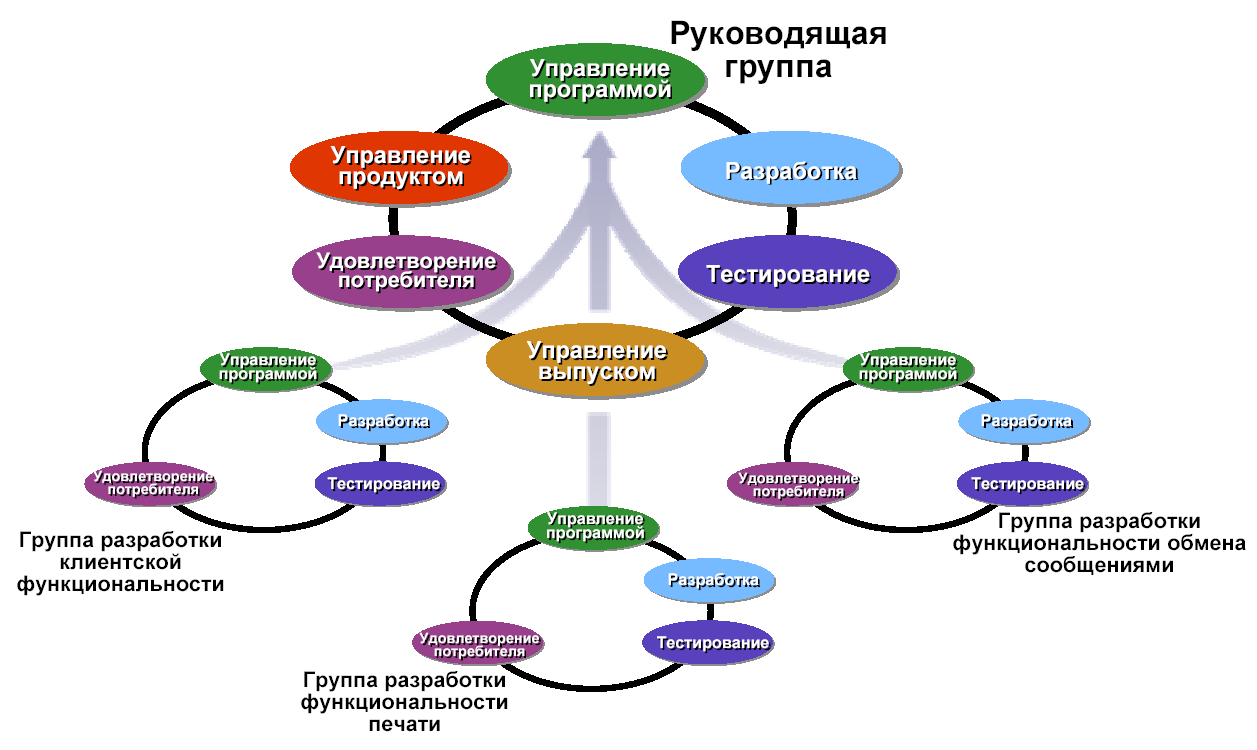 Руководящая
группа
Управление
программой
Управление
продуктом
Разработка
Удовлетворение
потребителя
Тестирование
Управление
выпуском
Управление
программой
Разработка
Удовлетворение
потребителя
Тестирование
Группа разработки
клиентской
функциональности
Управление
программой
Разработка
Удовлетворение
потребителя
Тестирование
Группа разработки
функциональности
печати
Управление
программой
Разработка
Удовлетворение
потребителя
Тестирование
Группа разработки
функциональности обмена
сообщениями